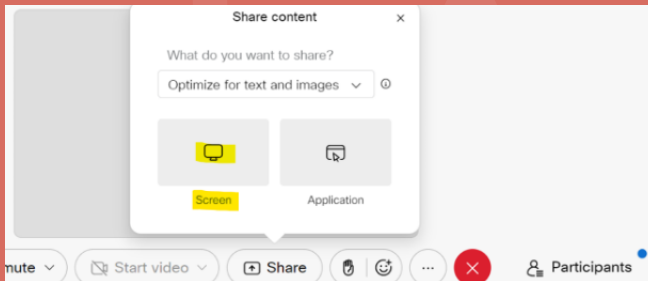 Share content
What do you want to share?
Optimize for text and images
Screen
Application
mute
Start video
Share
Participants